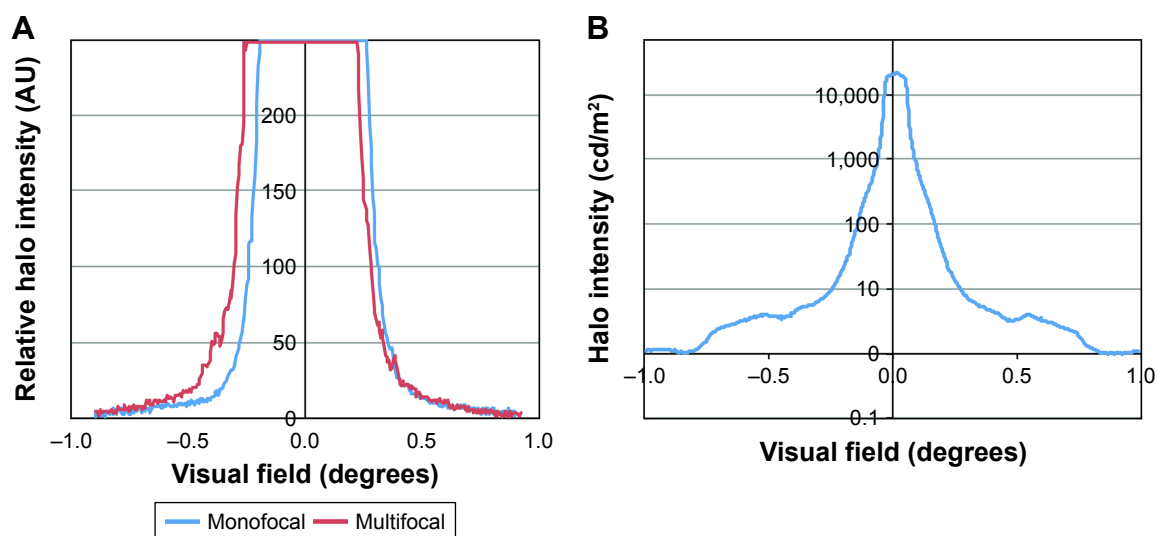 A
Relative halo intensity (AU)
200
250
150
100
50
0
–1.0
–0.5
0.0
0.5
1.0
Visual field (degrees)
Monofocal
Multifocal
B
Halo intensity (cd/m²)
10,000
1,000
100
10
0
0.1
–1.0
–0.5
0.0
0.5
1.0
Visual field (degrees)